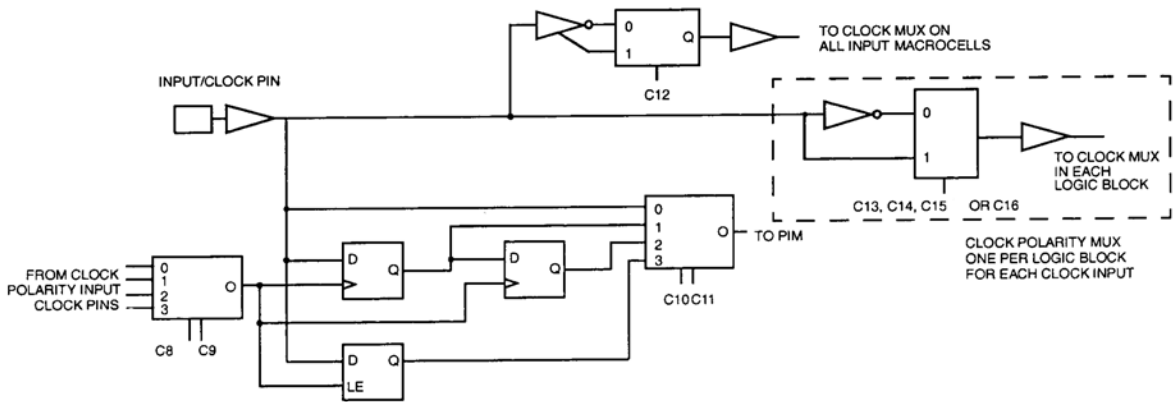 0
1
Q
TO CLOCK MUX ON
ALL INPUT MACROCELLS
C12
INPUT/CLOCK PIN
0
1
TO CLOCK MUX
IN EACH
LOGIC BLOCK
C13, C14, C15 OR C16
CLOCK POLARITY MUX
ONE PER LOGIC BLOCK
FOR EACH CLOCK INPUT
0
1
2
3
O
TO PIM
C10 C11
D
Q
D
Q
FROM CLOCK
POLARITY INPUT
CLOCK PINS
0
1
2
3
O
C8 C9
D
Q
LE